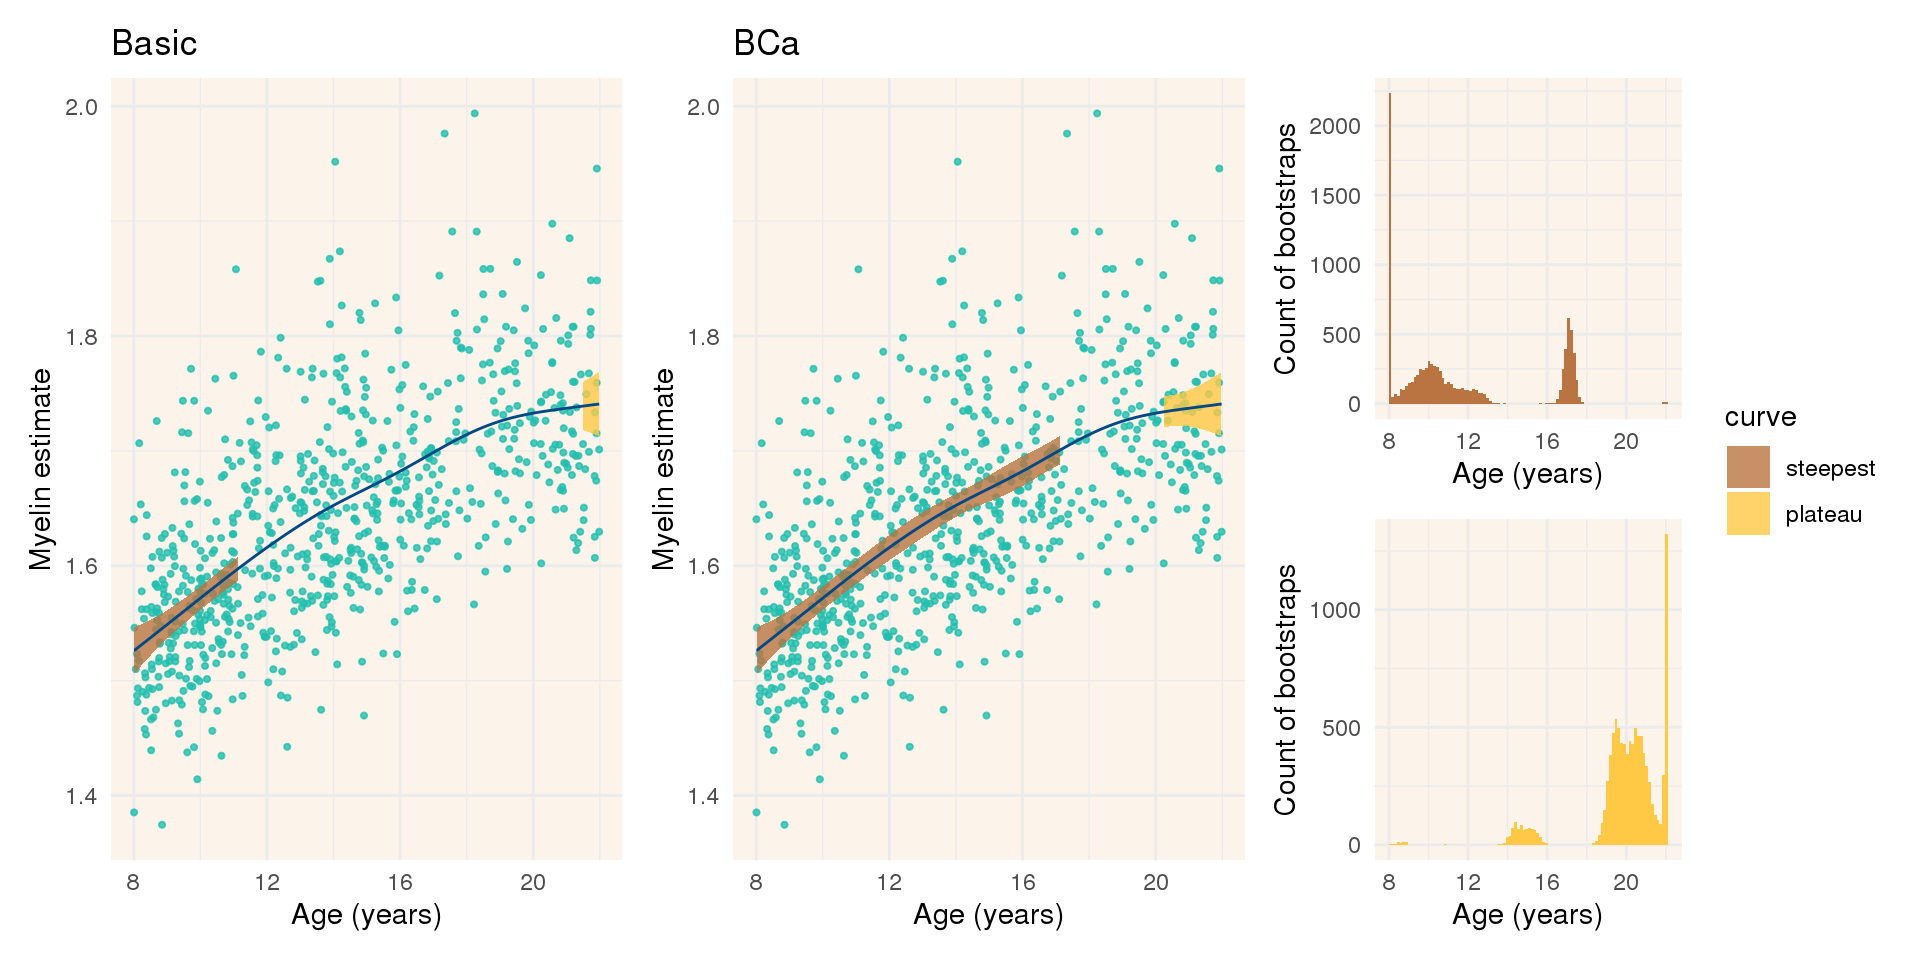 Basic
Myelin estimate
2.0
1.8
1.6
1.4
8 12 16 20
Age (years)
BCa
Myelin estimate
2.0
1.8
1.6
1.4
8 12 16 20
Age (years)
Count of bootstraps
2000
1500
1000
500
0
8 12 16 20
Age (years)
Count of bootstraps
1000
500
0
8 12 16 20
Age (years)
curve
steepest
plateau